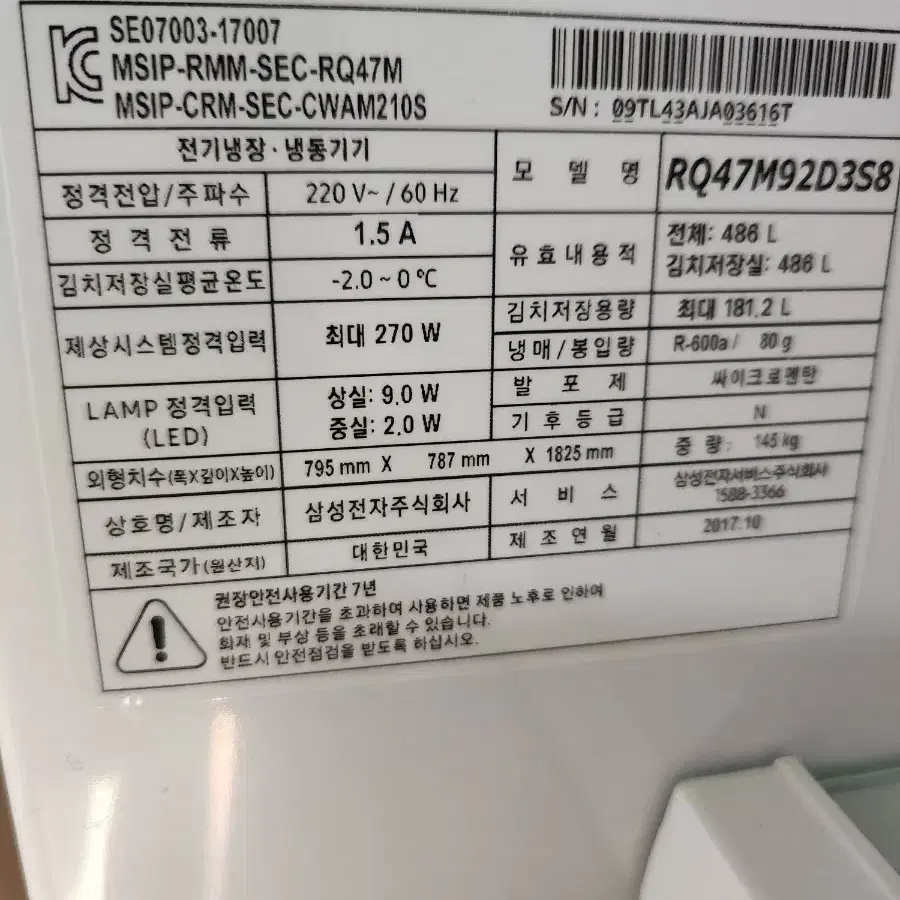 SE07003-17007
MSIP-RMM-SEC-RQ47M
MSIP-CRM-SEC-CWAM210S
S/N : 09TL43AJA03616T
전기냉장·냉동기기
모 델 명 RQ47M92D3S8
정격전압/주파수 220 V~ / 60 Hz
정 격 전 류 1.5 A
유효내용적 전체: 486 L
김치저장실: 486 L
김치저장실평균온도 -2.0 ~ 0 ℃
김치저장용량 최대 181.2 L
제상시스템정격입력 최대 270 W
냉매/봉입량 R-600a / 80 g
발 포 제 싸이크로펜탄
LAMP 정격입력
(LED)
상실: 9.0 W
중실: 2.0 W
기 후 등 급 N
외형치수(폭X깊이X높이) 795 mm X 787 mm X 1825 mm
중 량: 145 kg
상호명/제조자 삼성전자주식회사
서 비 스 삼성전자서비스주식회사
1588-3366
제조국가(원산지) 대한민국
제 조 연 월 2017.10
권장안전사용기간 7년
안전사용기간을 초과하여 사용하면 제품 노후로 인하여
화재 및 부상 등을 초래할 수 있습니다.
반드시 안전점검을 받도록 하십시오.